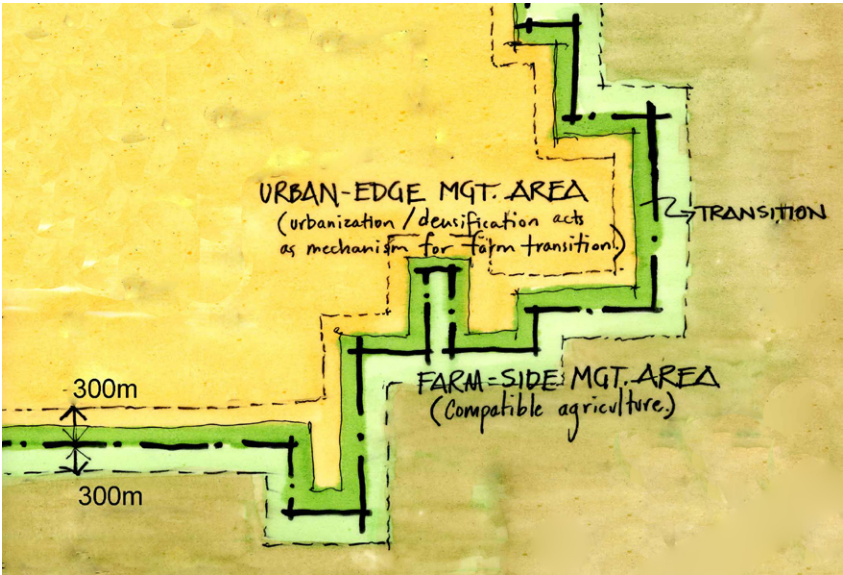 URBAN-EDGE MGT. AREA
(urbanization / densification acts
as mechanism for farm transition.)
TRANSITION
FARM-SIDE MGT. AREA
(Compatible agriculture.)
300m
300m